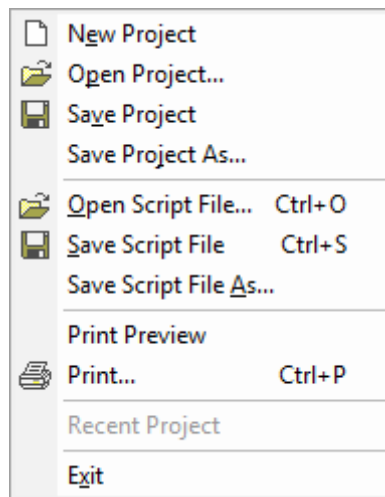 New Project
Open Project...
Save Project
Save Project As...
Open Script File... Ctrl+O
Save Script File Ctrl+S
Save Script File As...
Print Preview
Print... Ctrl+P
Recent Project
Exit